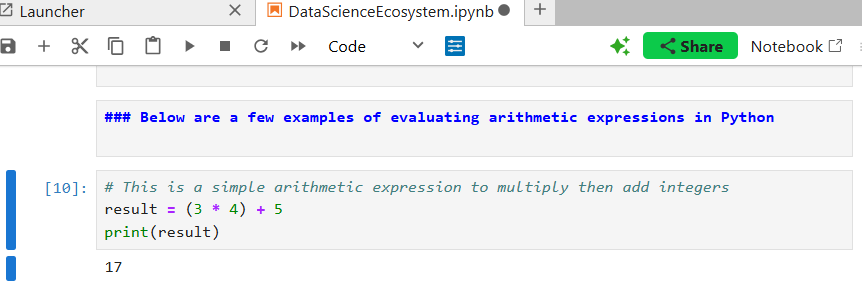 Launcher
DataScienceEcosystem.ipynb
Code
Share
Notebook
### Below are a few examples of evaluating arithmetic expressions in Python
[10]:
# This is a simple arithmetic expression to multiply then add integers
result = (3 * 4) + 5
print(result)
17